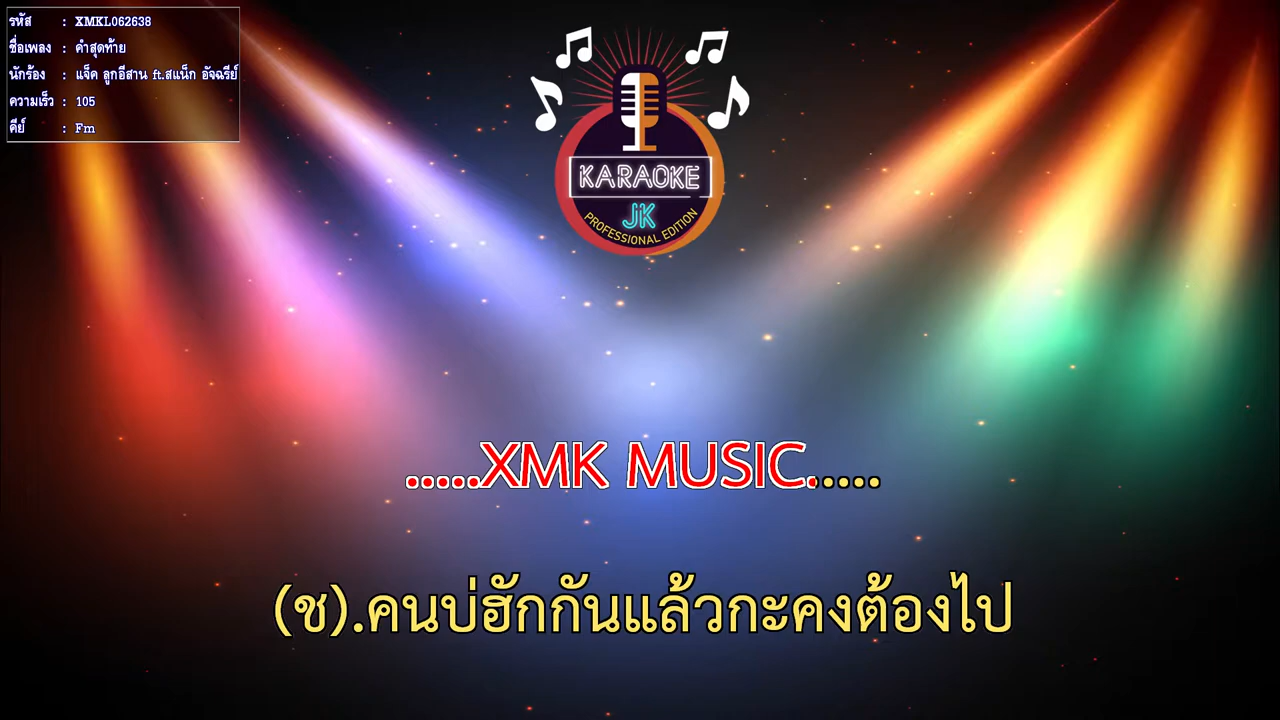 รหัส : XMKL062638
ชื่อเพลง : คำสุดท้าย
นักร้อง : แจ็ค ลูกอีสาน ft.สแน็ก อัจฉรีย์
ความเร็ว : 105
คีย์ : Fm
KARAOKE
JK
PROFESSIONAL EDITION
.....XMK MUSIC.....
(ช).คนบ่ฮักกันแล้วกะคงต้องไป